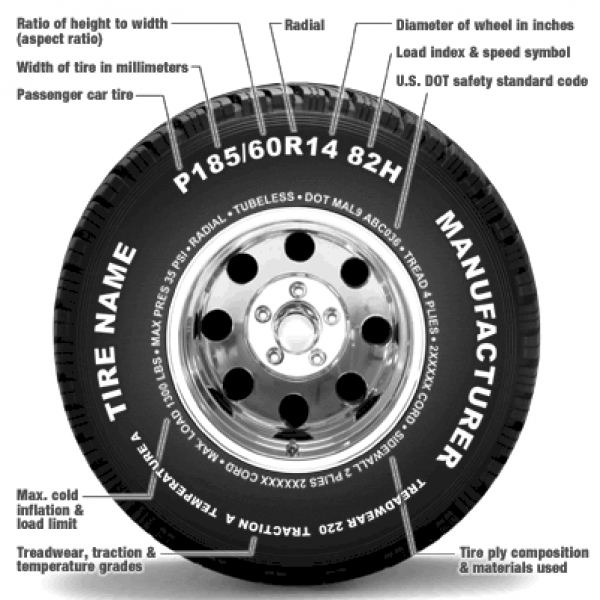 Ratio of height to width
(aspect ratio)
Radial
Diameter of wheel in inches
Width of tire in millimeters
Load index & speed symbol
Passenger car tire
U.S. DOT safety standard code
P185/60R14 82H
TIRE NAME
MANUFACTURER
MAX. LOAD 1300 LBS • MAX PRES 35 PSI • RADIAL • TUBELESS • DOT MAL9 ABC036 • TREAD 4 PLIES • 2XXXXX CORD • SIDEWALL 2 PLIES 2XXXXX CORD •
TREADWEAR 220 TRACTION A TEMPERATURE A
Max. cold
inflation &
load limit
Treadwear, traction &
temperature grades
Tire ply composition
& materials used